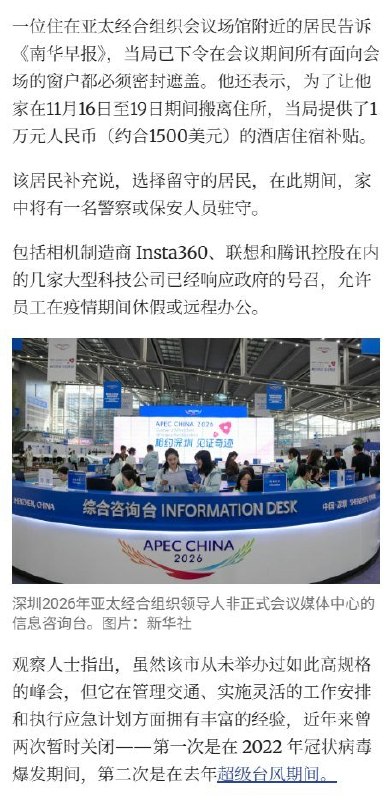 一位住在亚太经合组织会议场馆附近的居民告诉
《南华早报》，当局已下令在会议期间所有面向会
场的窗户都必须密封遮盖。他还表示，为了让他
家在11月16日至19日期间搬离住所，当局提供了1
万元人民币（约合1500美元）的酒店住宿补贴。
该居民补充说，选择留守的居民，在此期间，家
中将有一名警察或保安人员驻守。
包括相机制造商 Insta360、联想和腾讯控股在内
的几家大型科技公司已经响应政府的号召，允许
员工在疫情期间休假或远程办公。
APEC CHINA 2026
相约深圳 见证奇迹
SHENZHEN, CHINA
综合咨询台 INFORMATION DESK
中国·深圳
APEC CHINA
2026
深圳2026年亚太经合组织领导人非正式会议媒体中心的
信息咨询台。图片：新华社
观察人士指出，虽然该市从未举办过如此高规格
的峰会，但它在管理交通、实施灵活的工作安排
和执行应急计划方面拥有丰富的经验，近年来曾
两次暂时关闭——第一次是在 2022 年冠状病毒
爆发期间，第二次是在去年超级台风期间。